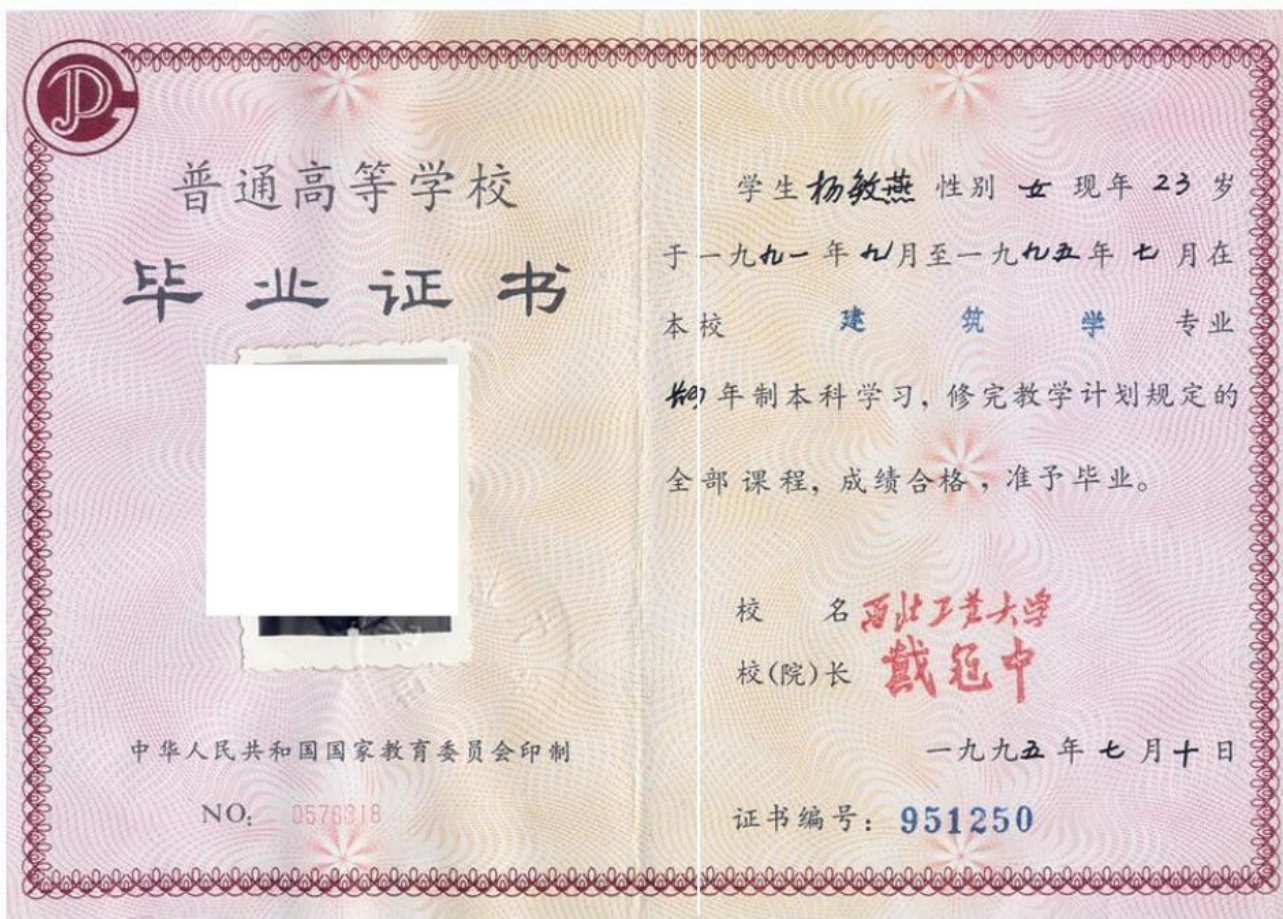 普通高等学校
毕业证书
中华人民共和国国家教育委员会印制
NO: 0576318
学生杨敏燕 性别 女 现年 23 岁
于一九九一年九月至一九九五年七月在
本校 建筑学 专业
年制本科学习，修完教学计划规定的
全部课程，成绩合格，准予毕业。
校 名 西北工业大学
校(院)长 戴冠中
一九九五年七月十日
证书编号：951250